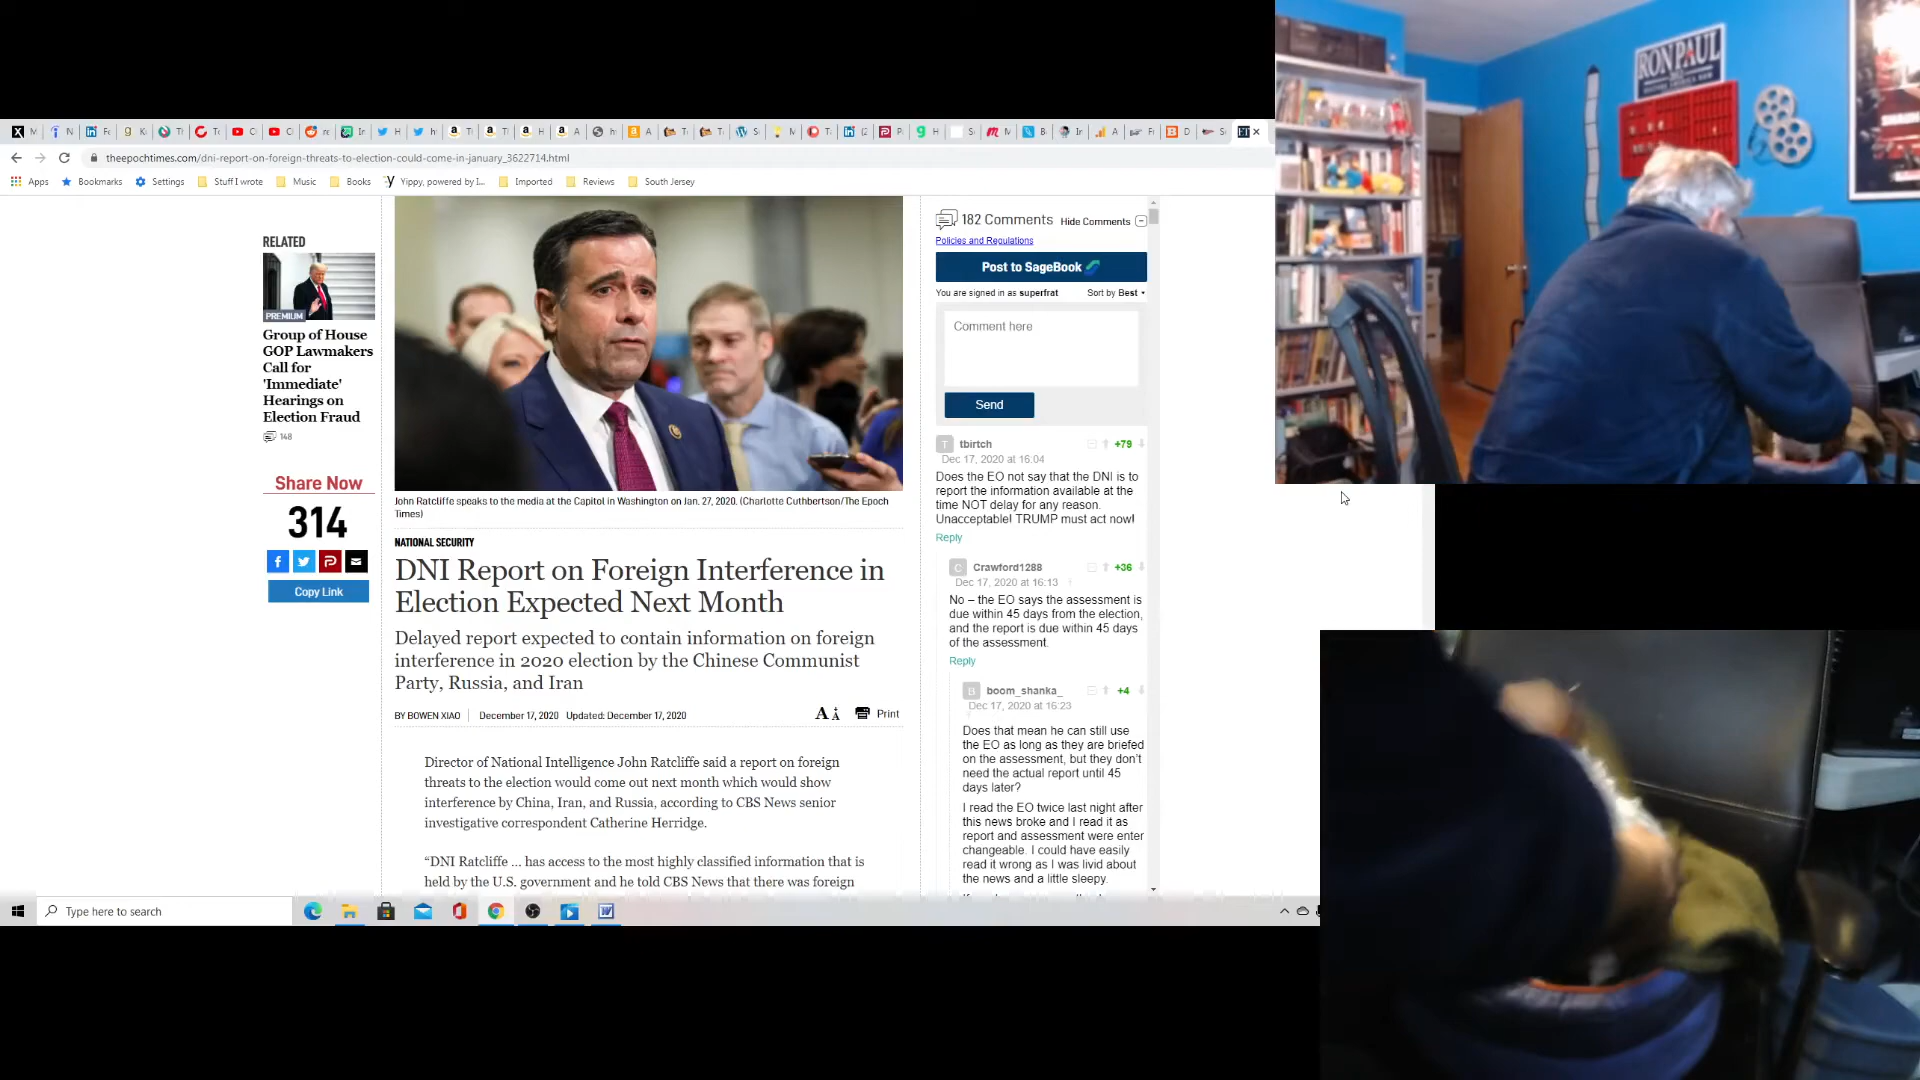 theepochtimes.com/dni-report-on-foreign-threats-to-election-could-come-in-january_3622714.html
Apps
Bookmarks
Settings
Stuff I wrote
Music
Books
Yippy, powered by I...
Imported
Reviews
South Jersey
RELATED
PREMIUM
Group of House
GOP Lawmakers
Call for
'Immediate'
Hearings on
Election Fraud
148
Share Now
314
Copy Link
John Ratcliffe speaks to the media at the Capitol in Washington on Jan. 27, 2020. (Charlotte Cuthbertson/The Epoch
Times)
NATIONAL SECURITY
DNI Report on Foreign Interference in
Election Expected Next Month
Delayed report expected to contain information on foreign
interference in 2020 election by the Chinese Communist
Party, Russia, and Iran
BY BOWEN XIAO
December 17, 2020 Updated: December 17, 2020
Print
Director of National Intelligence John Ratcliffe said a report on foreign
threats to the election would come out next month which would show
interference by China, Iran, and Russia, according to CBS News senior
investigative correspondent Catherine Herridge.
“DNI Ratcliffe ... has access to the most highly classified information that is
held by the U.S. government and he told CBS News that there was foreign
182 Comments Hide Comments
Policies and Regulations
Post to SageBook
You are signed in as superfrat Sort by Best
Comment here
Send
T tbirtch +79
Dec 17, 2020 at 16:04
Does the EO not say that the DNI is to
report the information available at the
time NOT delay for any reason.
Unacceptable! TRUMP must act now!
Reply
C Crawford1288 +36
Dec 17, 2020 at 16:13
No – the EO says the assessment is
due within 45 days from the election,
and the report is due within 45 days
of the assessment.
Reply
B boom_shanka_ +4
Dec 17, 2020 at 16:23
Does that mean he can still use
the EO as long as they are briefed
on the assessment, but they don't
need the actual report until 45
days later?
I read the EO twice last night after
this news broke and I read it as
report and assessment were enter
changeable. I could have easily
read it wrong as I was livid about
the news and a little sleepy.
Type here to search
RON PAUL